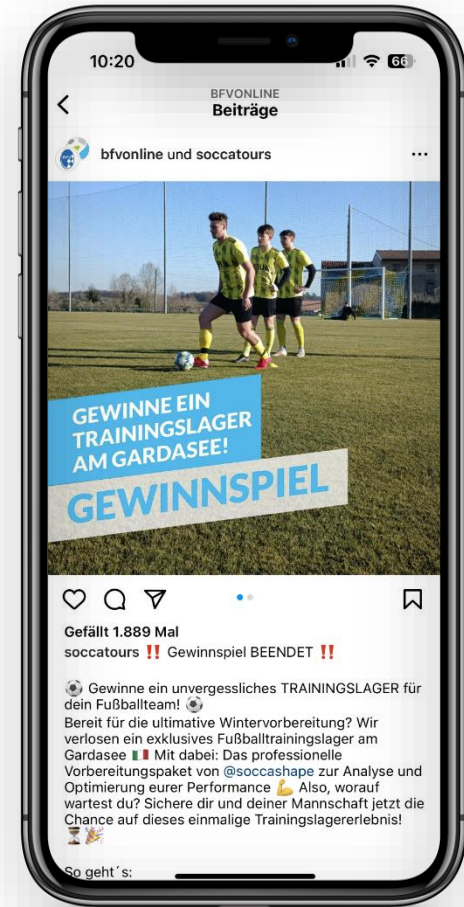 10:20
66
BFVONLINE
Beiträge
bfvonline und soccatours
GEWINNE EIN
TRAININGSLAGER
AM GARDASEE!
GEWINNSPIEL
Gefällt 1.889 Mal
soccatours ‼️ Gewinnspiel BEENDET ‼️
⚽ Gewinne ein unvergessliches TRAININGSLAGER für
dein Fußballteam! ⚽
Bereit für die ultimative Wintervorbereitung? Wir
verlosen ein exklusives Fußballtrainingslager am
Gardasee 🇮🇹 Mit dabei: Das professionelle
Vorbereitungspaket von @soccashape zur Analyse und
Optimierung eurer Performance 💪 Also, worauf
wartest du? Sichere dir und deiner Mannschaft jetzt die
Chance auf dieses einmalige Trainingslagererlebnis!
⏳🎉
So geht´s: